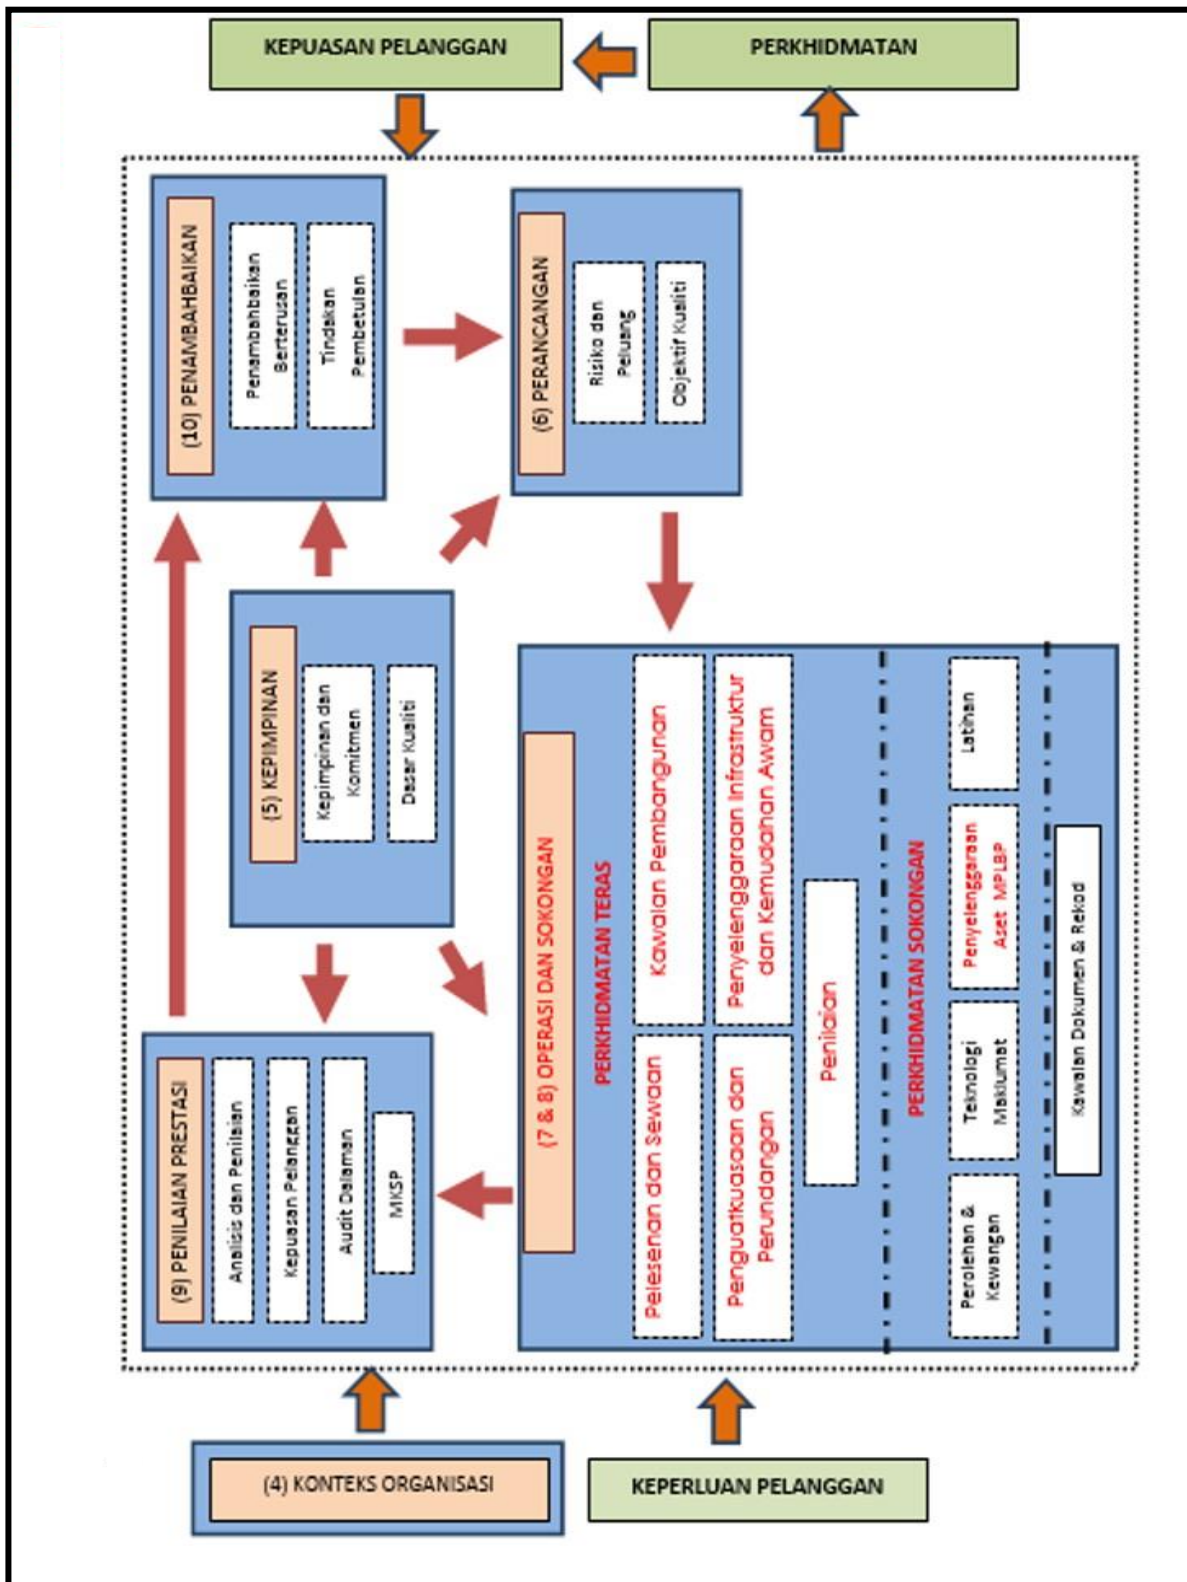 KEPUASAN PELANGGAN
PERKHIDMATAN
(10) PENAMBAHBAIKAN
Penambahbaikan
Berterusan
Tindakan
Pembetulan
(6) PERANCANGAN
Risiko dan
Peluang
Objektif Kualiti
(5) KEPIMPINAN
Kepimpinan dan
Komitmen
Dasar Kualiti
(9) PENILAIAN PRESTASI
Analisis dan Penilaian
Kepuasan Pelanggan
Audit Dalaman
MKSP
(7 & 8) OPERASI DAN SOKONGAN
PERKHIDMATAN TERAS
Pelesenan dan Sewaan
Kawalan Pembangunan
Penguatkuasaan dan
Perundangan
Penyelenggaraan Infrastruktur
dan Kemudahan Awam
Penilaian
PERKHIDMATAN SOKONGAN
Perolehan &
Kewangan
Teknologi
Maklumat
Penyelenggaraan
Aset MPLBP
Latihan
Kawalan Dokumen & Rekod
(4) KONTEKS ORGANISASI
KEPERLUAN PELANGGAN